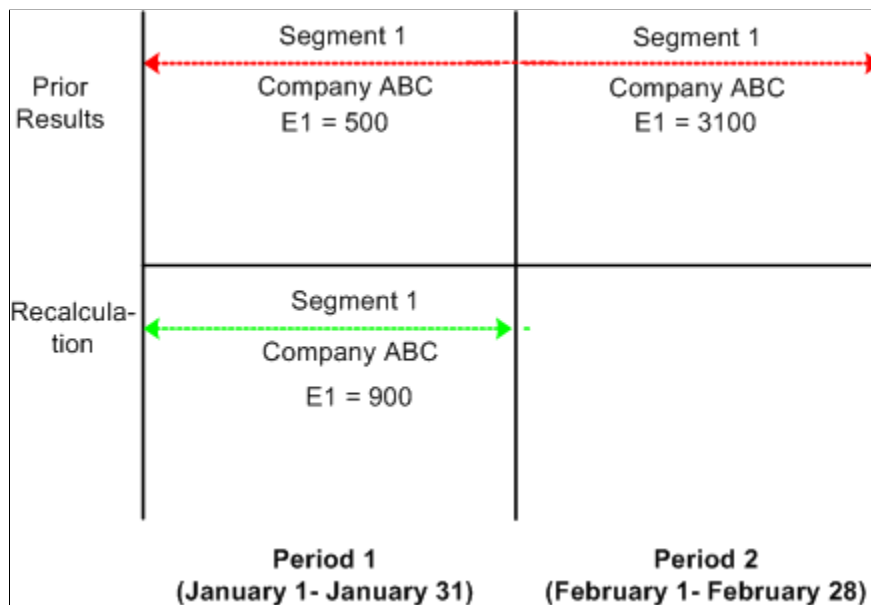 Prior
Results
Segment 1
Company ABC
E1 = 500
Segment 1
Company ABC
E1 = 3100
Recalcula-
tion
Segment 1
Company ABC
E1 = 900
Period 1
(January 1- January 31)
Period 2
(February 1- February 28)